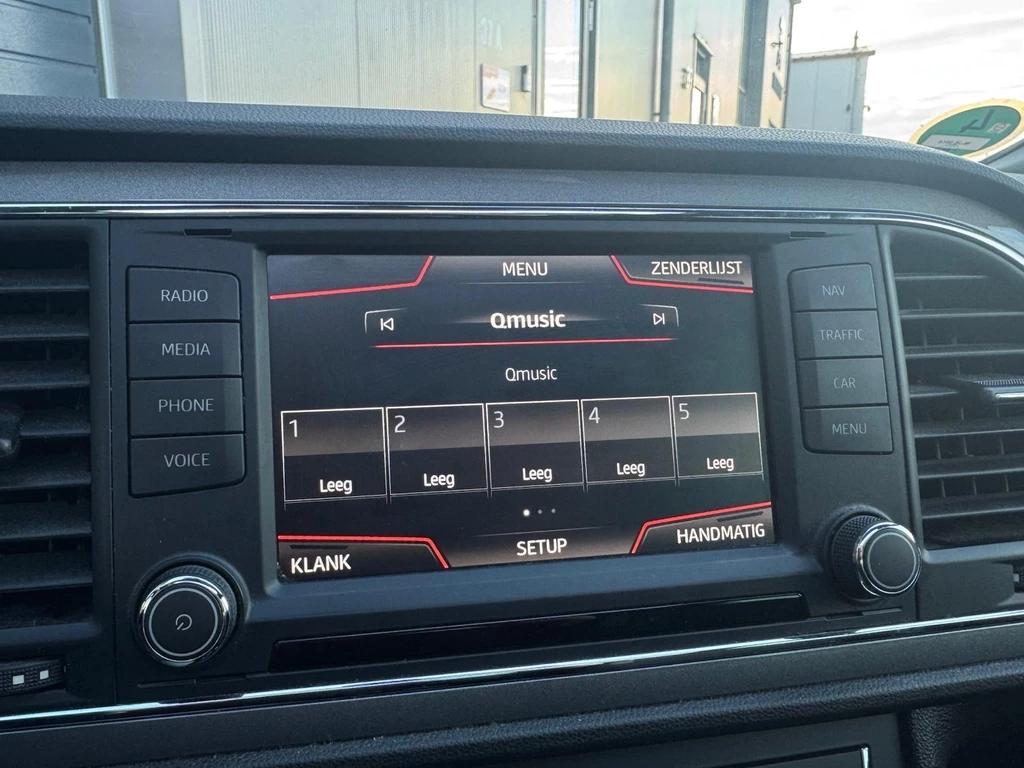 MENU
ZENDERLIJST
RADIO
NAV
Qmusic
MEDIA
TRAFFIC
Qmusic
PHONE
CAR
1
2
3
4
5
Leeg
Leeg
Leeg
Leeg
Leeg
VOICE
MENU
KLANK
SETUP
HANDMATIG